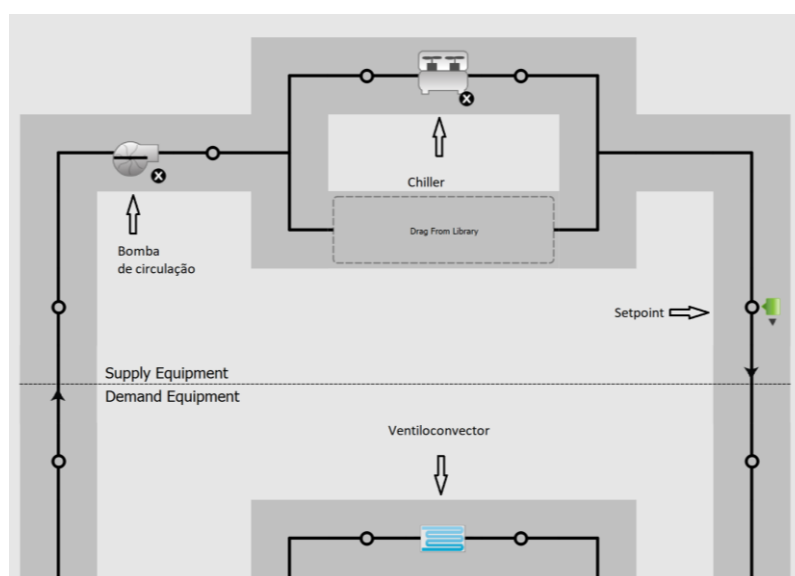 Chiller
Drag From Library
Bomba
de circulação
Setpoint
Supply Equipment
Demand Equipment
Ventiloconvector